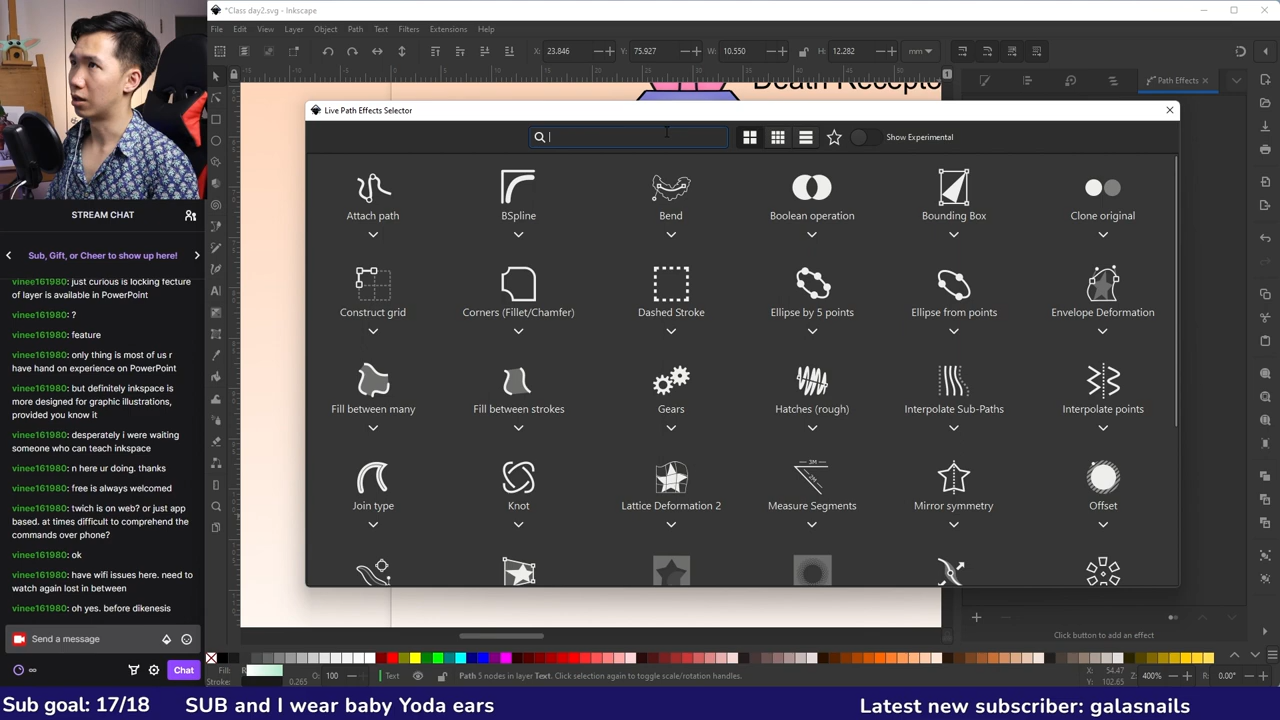 *Class day2.svg - Inkscape
File Edit View Layer Object Path Text Filters Extensions Help
X: 23.846 Y: 75.927 W: 10.550 H: 12.282 mm
Path Effects
Death Recepto
Live Path Effects Selector
Show Experimental
Attach path BSpline Bend Boolean operation Bounding Box Clone original
Construct grid Corners (Fillet/Chamfer) Dashed Stroke Ellipse by 5 points Ellipse from points Envelope Deformation
Fill between many Fill between strokes Gears Hatches (rough) Interpolate Sub-Paths Interpolate points
Join type Knot Lattice Deformation 2 Measure Segments Mirror symmetry Offset
Click button to add an effect
STREAM CHAT
Sub, Gift, or Cheer to show up here!
vinee161980: just curious is locking fecture
of layer is available in PowerPoint
vinee161980: ?
vinee161980: feature
vinee161980: only thing is most of us r
have hand on experience on PowerPoint
vinee161980: but definitely inkspace is
more designed for graphic illustrations,
provided you know it
vinee161980: desperately i were waiting
someone who can teach inkspace
vinee161980: n here ur doing. thanks
vinee161980: free is always welcomed
vinee161980: twich is on web? or just app
based. at times difficult to comprehend the
commands over phone?
vinee161980: ok
vinee161980: have wifi issues here. need to
watch again lost in between
vinee161980: oh yes. before dikenesis
Send a message
Chat
Fill:
Stroke: 0.265
O: 100
Text
Path 5 nodes in layer Text. Click selection again to toggle scale/rotation handles.
X: 54.47
Y: 102.65
Z: 400%
R: 0.00°
Sub goal: 17/18 SUB and I wear baby Yoda ears Latest new subscriber: galasnails